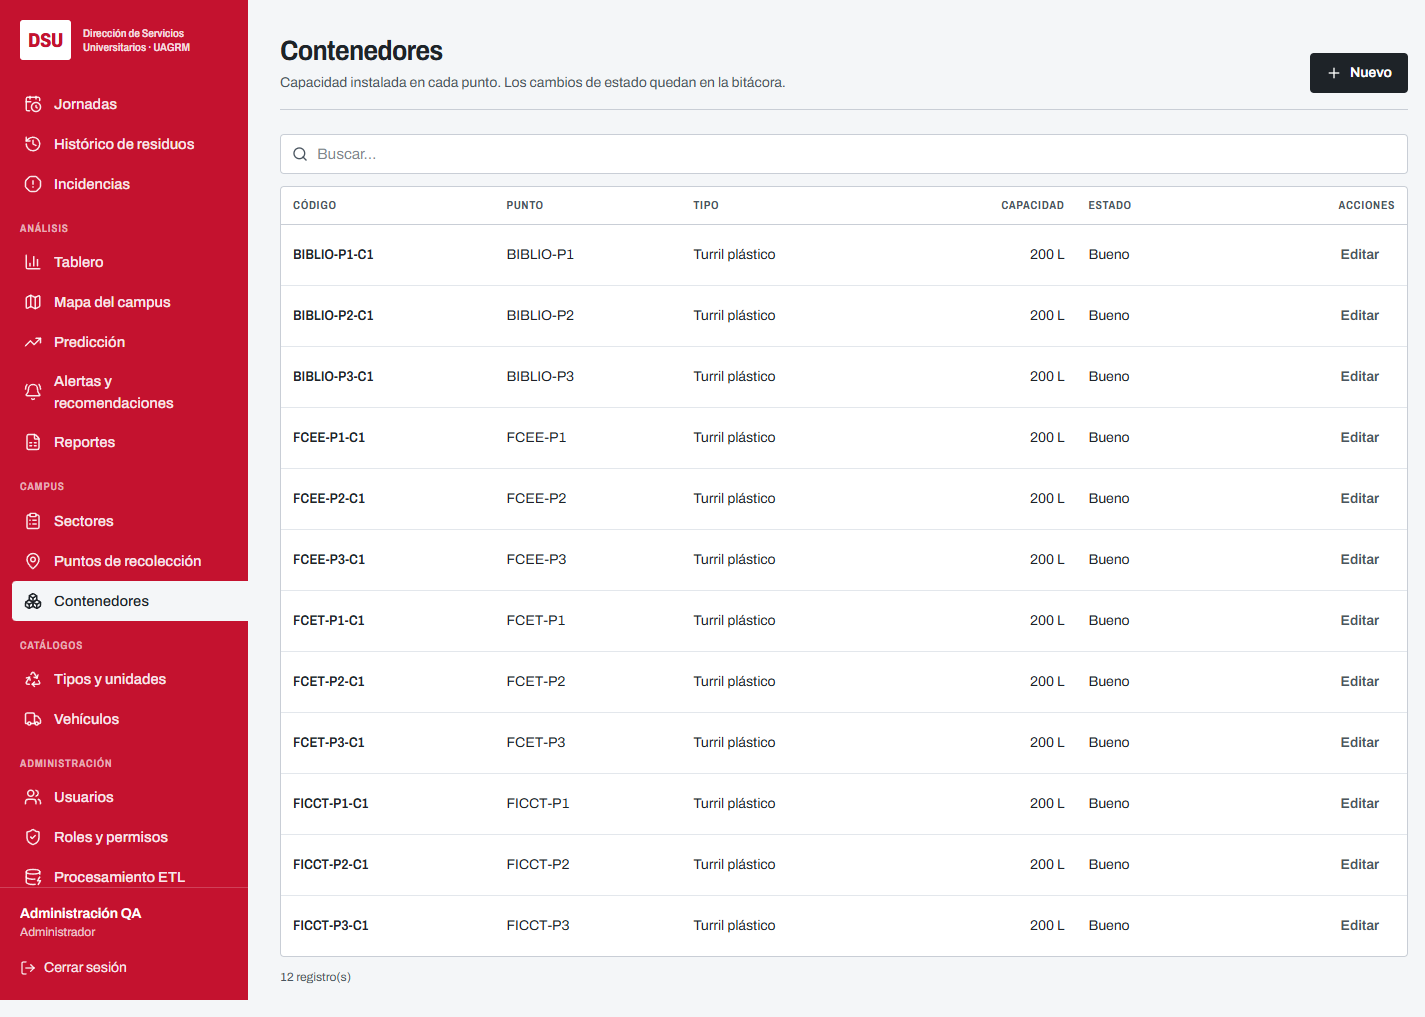 DSU
Dirección de Servicios
Universitarios · UAGRM
Jornadas
Histórico de residuos
Incidencias
ANÁLISIS
Tablero
Mapa del campus
Predicción
Alertas y
recomendaciones
Reportes
CAMPUS
Sectores
Puntos de recolección
Contenedores
CATÁLOGOS
Tipos y unidades
Vehículos
ADMINISTRACIÓN
Usuarios
Roles y permisos
Procesamiento ETL
Administración QA
Administrador
Cerrar sesión
Contenedores
Capacidad instalada en cada punto. Los cambios de estado quedan en la bitácora.
+ Nuevo
Buscar...
CÓDIGO PUNTO TIPO CAPACIDAD ESTADO ACCIONES
BIBLIO-P1-C1 BIBLIO-P1 Turril plástico 200 L Bueno Editar
BIBLIO-P2-C1 BIBLIO-P2 Turril plástico 200 L Bueno Editar
BIBLIO-P3-C1 BIBLIO-P3 Turril plástico 200 L Bueno Editar
FCEE-P1-C1 FCEE-P1 Turril plástico 200 L Bueno Editar
FCEE-P2-C1 FCEE-P2 Turril plástico 200 L Bueno Editar
FCEE-P3-C1 FCEE-P3 Turril plástico 200 L Bueno Editar
FCET-P1-C1 FCET-P1 Turril plástico 200 L Bueno Editar
FCET-P2-C1 FCET-P2 Turril plástico 200 L Bueno Editar
FCET-P3-C1 FCET-P3 Turril plástico 200 L Bueno Editar
FICCT-P1-C1 FICCT-P1 Turril plástico 200 L Bueno Editar
FICCT-P2-C1 FICCT-P2 Turril plástico 200 L Bueno Editar
FICCT-P3-C1 FICCT-P3 Turril plástico 200 L Bueno Editar
12 registro(s)